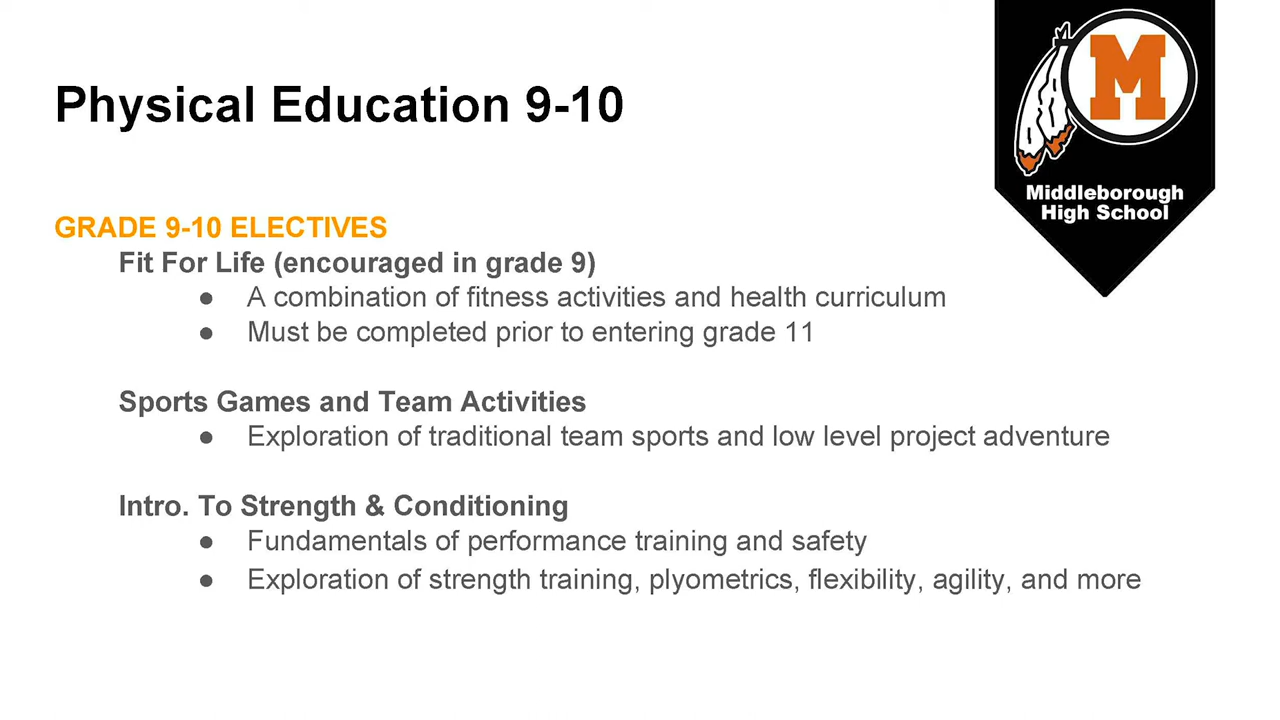 Physical Education 9-10
M
Middleborough
High School
GRADE 9-10 ELECTIVES
Fit For Life (encouraged in grade 9)
● A combination of fitness activities and health curriculum
● Must be completed prior to entering grade 11
Sports Games and Team Activities
● Exploration of traditional team sports and low level project adventure
Intro. To Strength & Conditioning
● Fundamentals of performance training and safety
● Exploration of strength training, plyometrics, flexibility, agility, and more